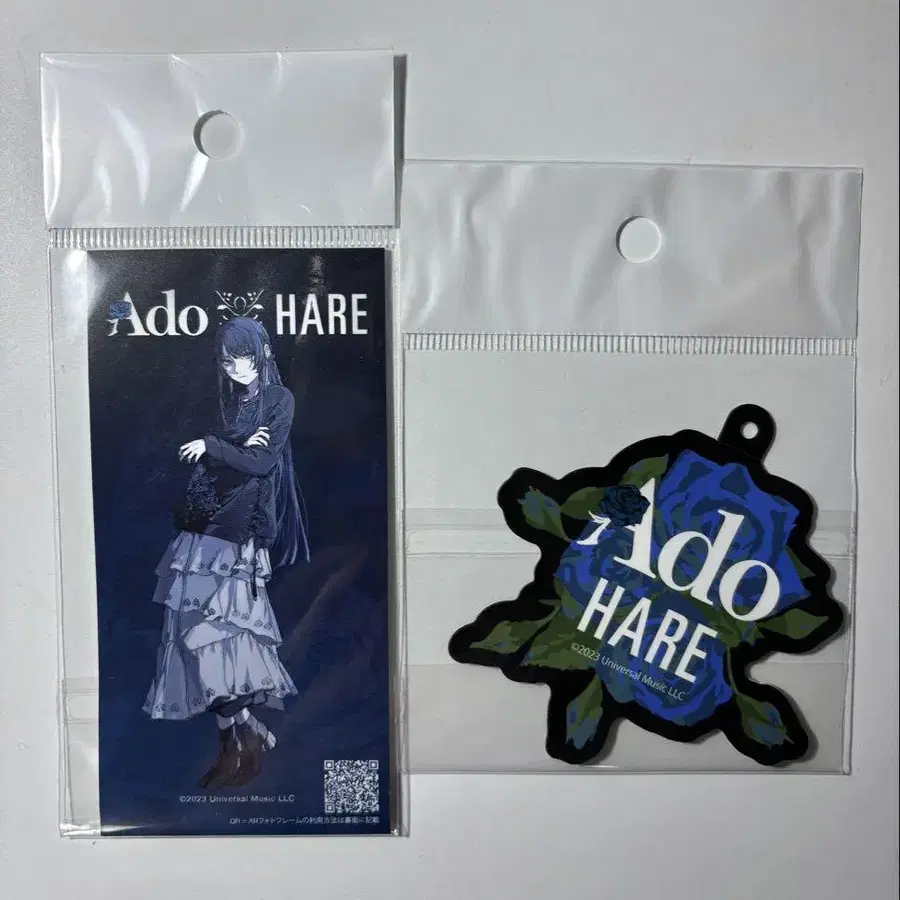 Ado HARE
©2023 Universal Music LLC
QR = ARフォトフレームの利用方法は裏面に記載
Ado
HARE
©2023 Universal Music LLC